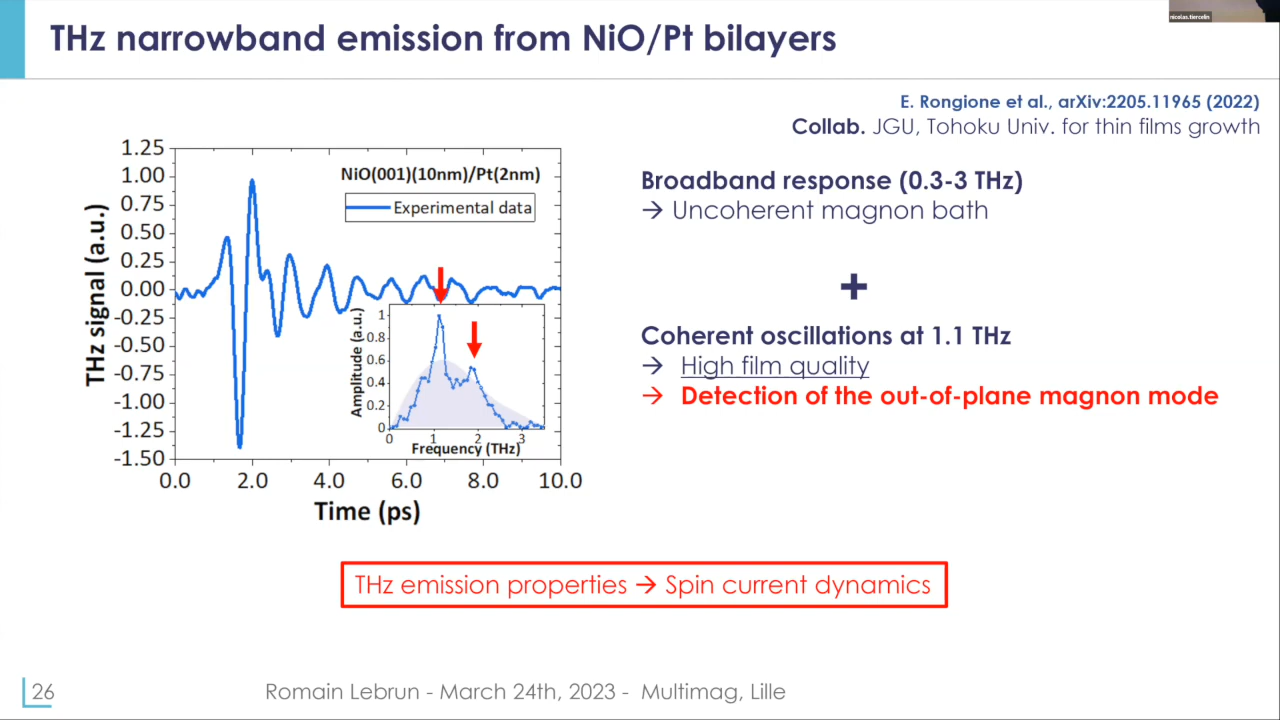 nicolas.tiercelin
THz narrowband emission from NiO/Pt bilayers
E. Rongione et al., arXiv:2205.11965 (2022)
Collab. JGU, Tohoku Univ. for thin films growth
THz signal (a.u.)
1.25
1.00
0.75
0.50
0.25
0.00
-0.25
-0.50
-0.75
-1.00
-1.25
-1.50
0.0 2.0 4.0 6.0 8.0 10.0
Time (ps)
NiO(001)(10nm)/Pt(2nm)
Experimental data
Amplitude (a.u.)
1
0.8
0.6
0.4
0.2
0
0 1 2 3
Frequency (THz)
Broadband response (0.3-3 THz)
→ Uncoherent magnon bath
+
Coherent oscillations at 1.1 THz
→ High film quality
→ Detection of the out-of-plane magnon mode
THz emission properties → Spin current dynamics
26
Romain Lebrun - March 24th, 2023 - Multimag, Lille